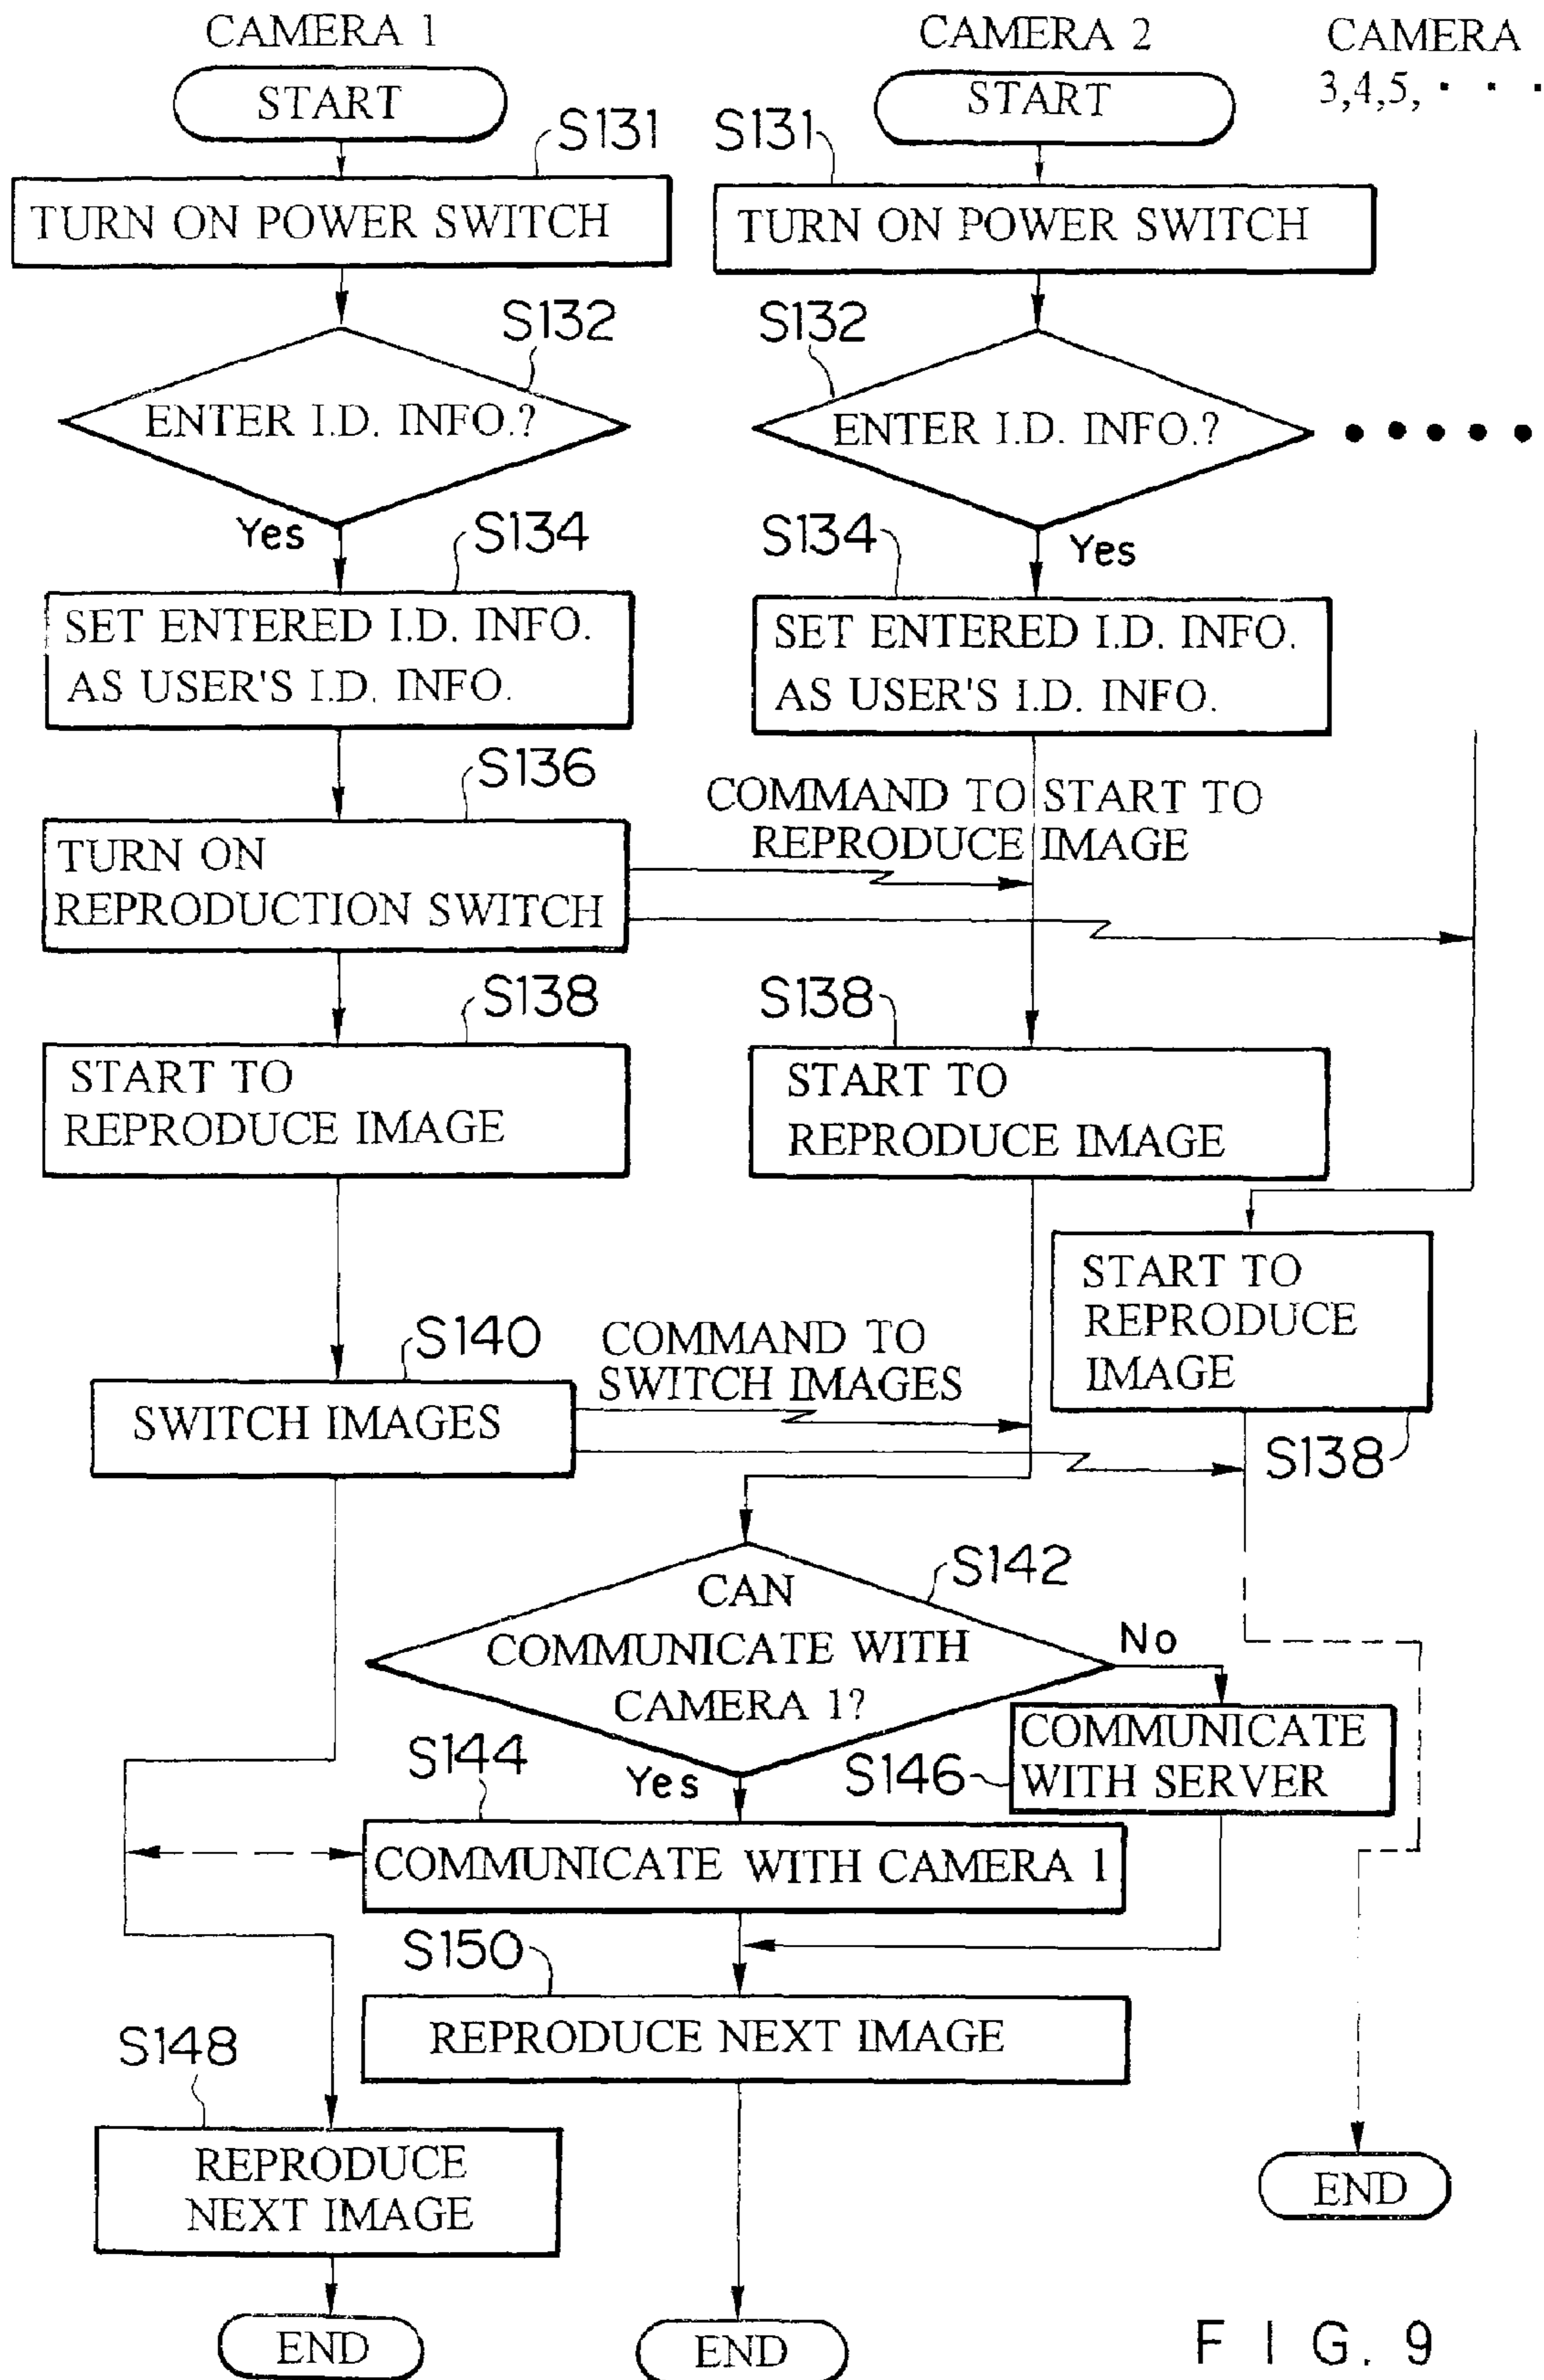 CAMERA 1
CAMERA 2
CAMERA
3,4,5, · · ·
START
START
S131
S131
TURN ON POWER SWITCH
TURN ON POWER SWITCH
S132
S132
ENTER I.D. INFO.?
ENTER I.D. INFO.?
Yes
Yes
S134
S134
SET ENTERED I.D. INFO.
AS USER'S I.D. INFO.
SET ENTERED I.D. INFO.
AS USER'S I.D. INFO.
S136
COMMAND TO START TO
REPRODUCE IMAGE
TURN ON
REPRODUCTION SWITCH
S138
S138
START TO
REPRODUCE IMAGE
START TO
REPRODUCE IMAGE
START TO
REPRODUCE
IMAGE
S138
S140
COMMAND TO
SWITCH IMAGES
SWITCH IMAGES
S142
CAN
COMMUNICATE WITH
CAMERA 1?
No
COMMUNICATE
WITH SERVER
S146
Yes
S144
COMMUNICATE WITH CAMERA 1
S150
REPRODUCE NEXT IMAGE
S148
REPRODUCE
NEXT IMAGE
END
END
END
FIG. 9